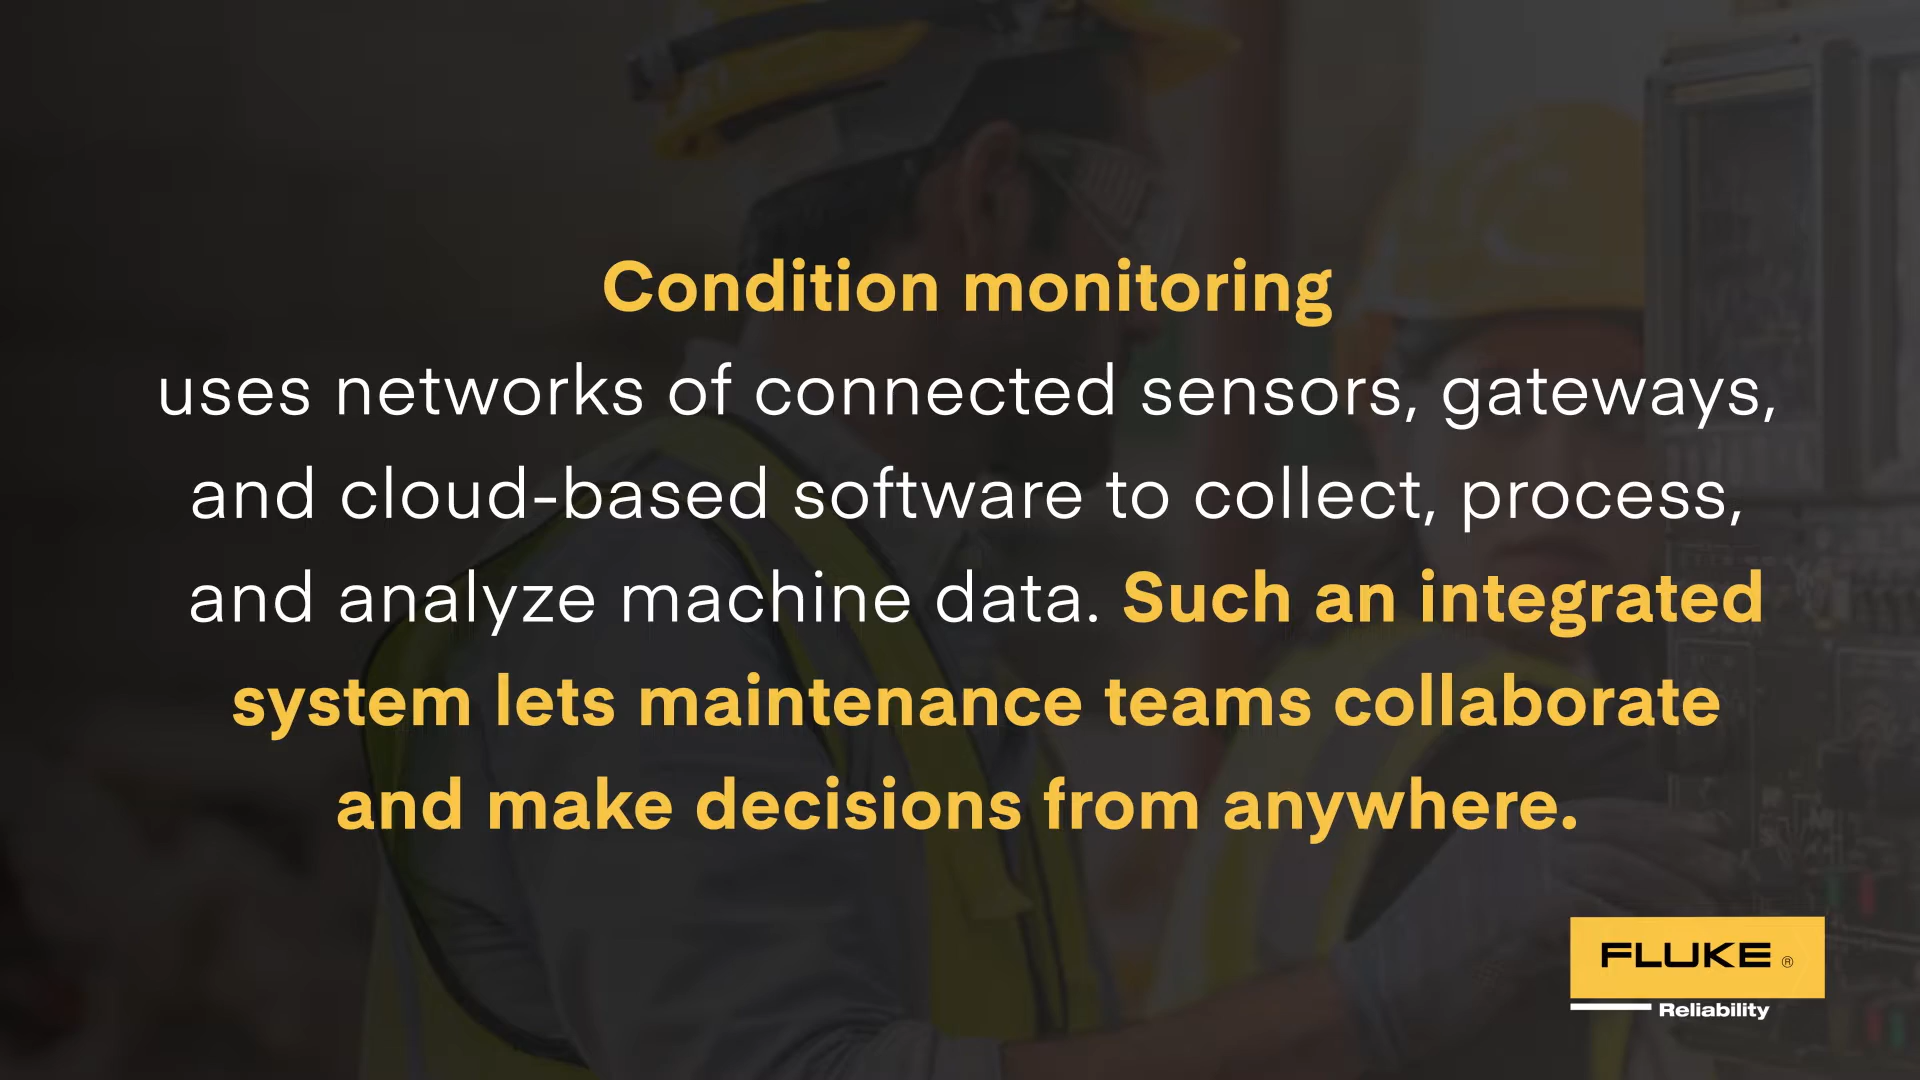 Condition monitoring
uses networks of connected sensors, gateways,
and cloud-based software to collect, process,
and analyze machine data. Such an integrated
system lets maintenance teams collaborate
and make decisions from anywhere.
FLUKE ®
Reliability